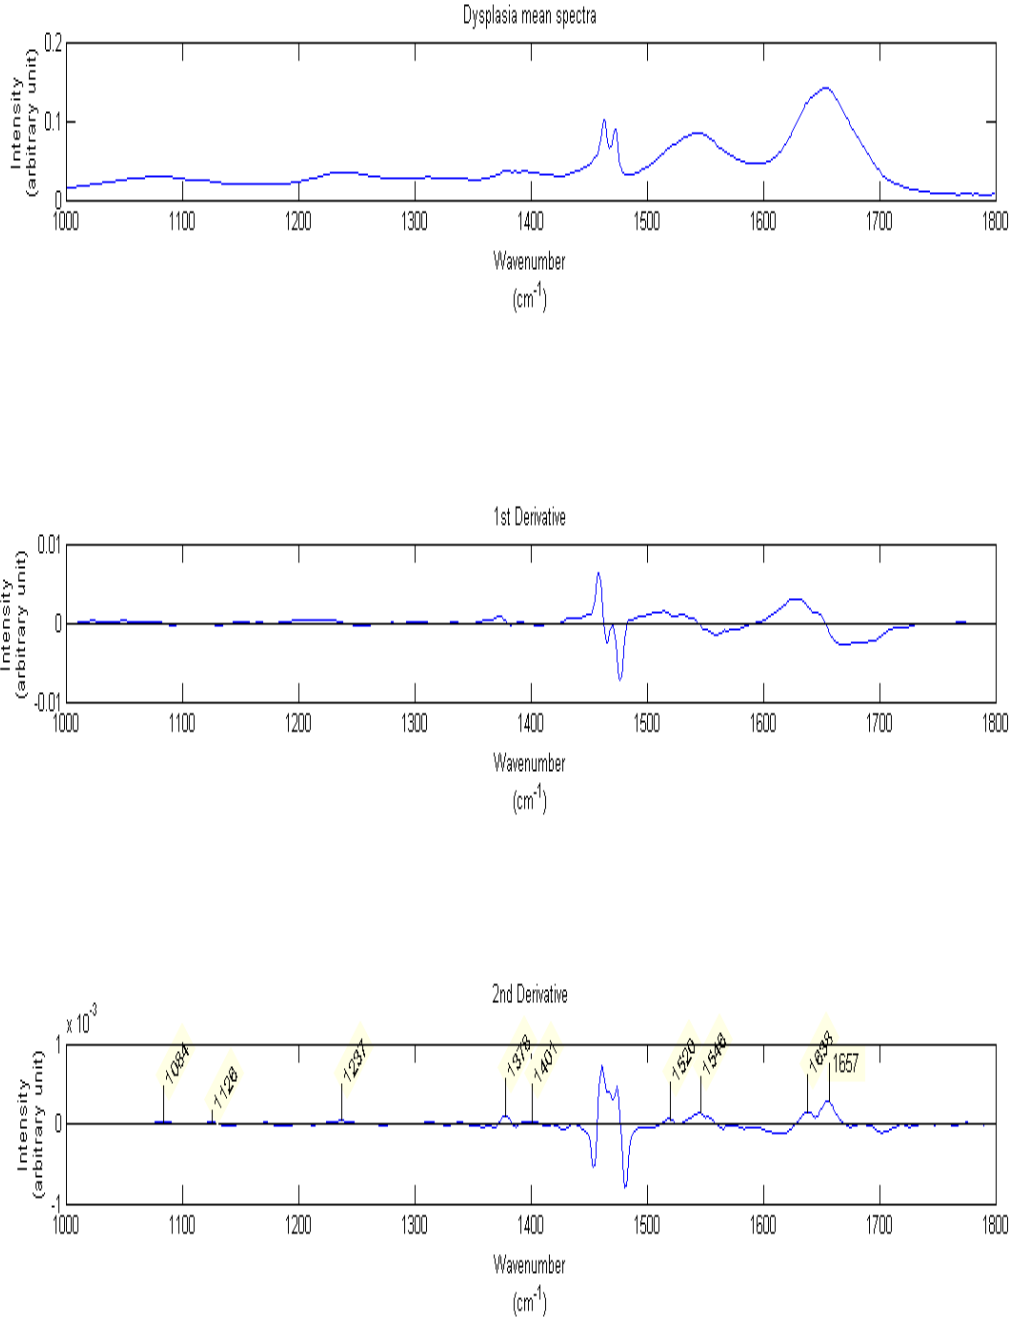 Dysplasia mean spectra
Intensity
(arbitrary unit)
0.2
0.1
0
1000 1100 1200 1300 1400 1500 1600 1700 1800
Wavenumber
(cm-1)
1st Derivative
Intensity
(arbitrary unit)
0.01
0
-0.01
1000 1100 1200 1300 1400 1500 1600 1700 1800
Wavenumber
(cm-1)
2nd Derivative
x 10-3
Intensity
(arbitrary unit)
1
0
-1
1084 1126 1237 1378 1401 1520 1546 1638 1657
1000 1100 1200 1300 1400 1500 1600 1700 1800
Wavenumber
(cm-1)